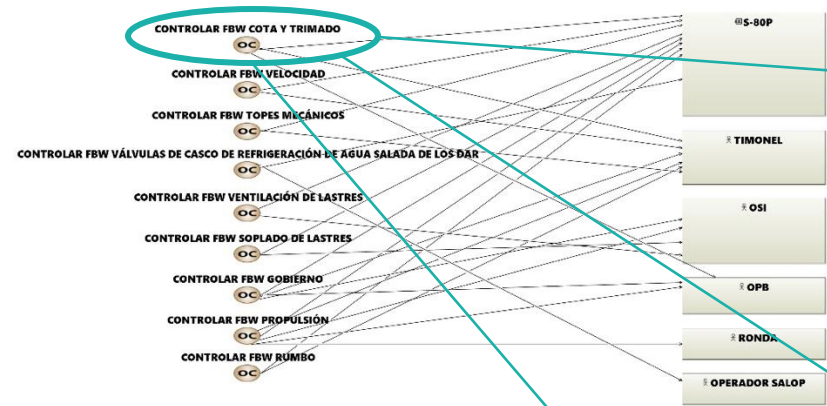 CONTROLAR FBW COTA Y TRIMADO
OC
CONTROLAR FBW VELOCIDAD
OC
CONTROLAR FBW TOPES MECÁNICOS
OC
CONTROLAR FBW VÁLVULAS DE CASCO DE REFRIGERACIÓN DE AGUA SALADA DE LOS DAR
OC
CONTROLAR FBW VENTILACIÓN DE LASTRES
OC
CONTROLAR FBW SOPLADO DE LASTRES
OC
CONTROLAR FBW GOBIERNO
OC
CONTROLAR FBW PROPULSIÓN
OC
CONTROLAR FBW RUMBO
OC
S-80P
TIMONEL
OSI
OPB
RONDA
OPERADOR SALOP